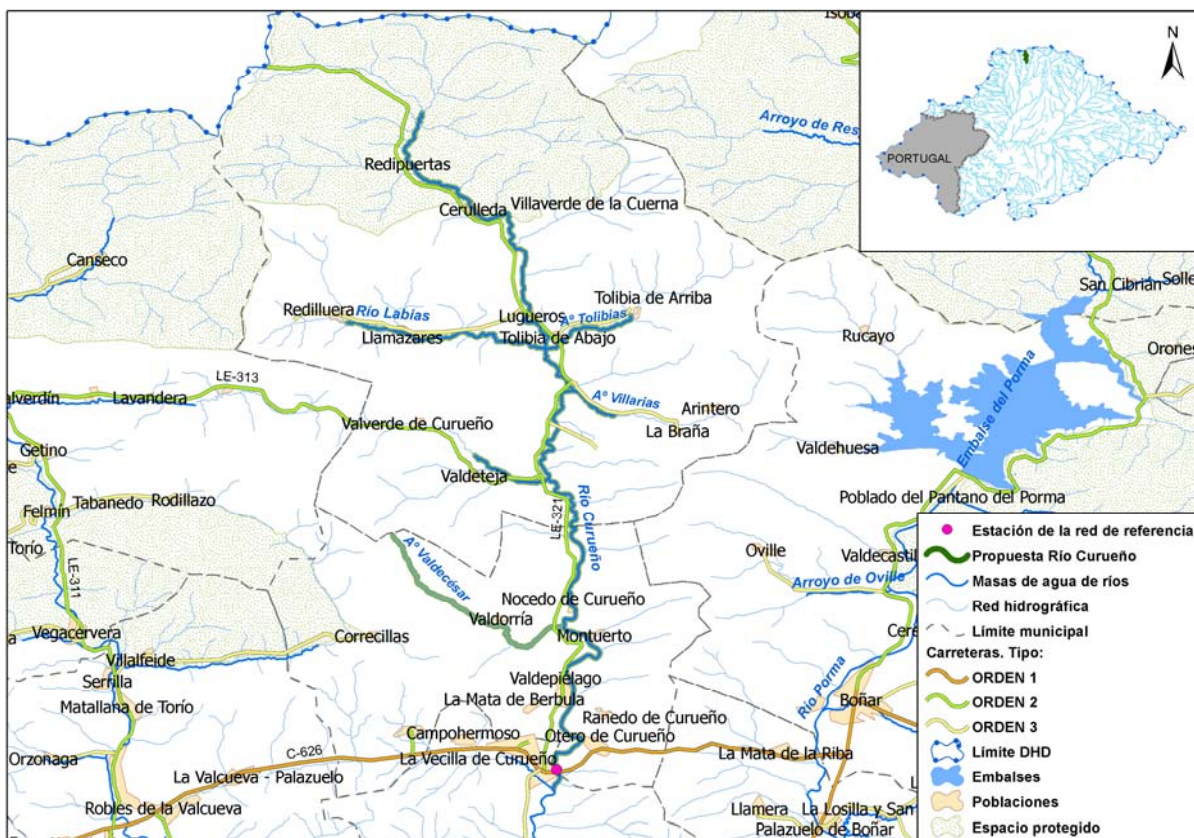 Isoba
N
Arroyo de Res
PORTUGAL
Redipuertas
Cerulleda
Villaverde de la Cuerna
Canseco
San Cibrián
Solle
Tolibia de Arriba
Redilluera
Río Labias
Lugueros
Aº Tolibias
Llamazares
Tolibia de Abajo
Rucayo
Orones
LE-313
Embalse del Porma
alverdín
Lavandera
Aº Villarias
Arintero
Valverde de Curueño
La Braña
Getino
Valdehuesa
Valdeteja
Tabanedo
Rodillazo
Felmín
Río Curueño
LE-321
Poblado del Pantano del Porma
Torío
LE-311
Aº Valdecésar
Oville
Valdecastil
Arroyo de Oville
Nocedo de Curueño
Valdorría
Vegacervera
Correcillas
Montuerto
Cere
Villalfeide
Serrilla
Valdepiélago
Río Porma
Matallana de Torío
La Mata de Berbula
Boñar
Ranedo de Curueño
Campohermoso
Otero de Curueño
Orzonaga
C-626
La Vecilla de Curueño
La Mata de la Riba
La Valcueva - Palazuelo
Robles de la Valcueva
Llamera
La Losilla y San
Palazuelo de Boñar
Estación de la red de referencia
Propuesta Río Curueño
Masas de agua de ríos
Red hidrográfica
Límite municipal
Carreteras. Tipo:
ORDEN 1
ORDEN 2
ORDEN 3
Límite DHD
Embalses
Poblaciones
Espacio protegido